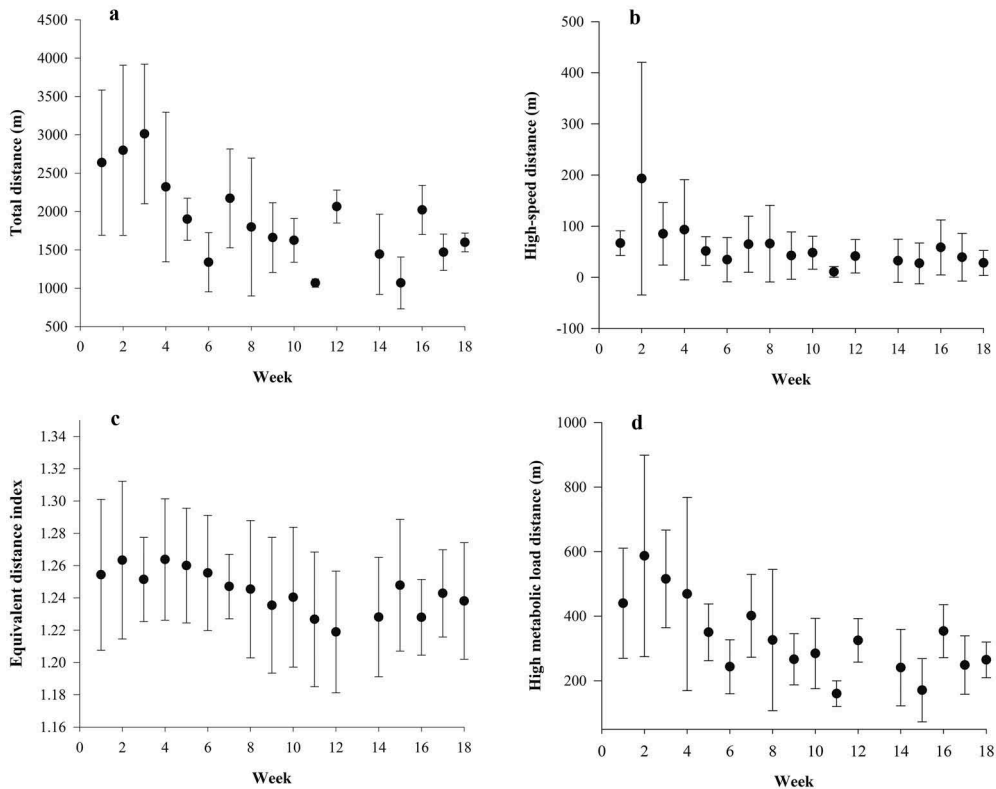 a
Total distance (m)
4500
4000
3500
3000
2500
2000
1500
1000
500
0 2 4 6 8 10 12 14 16 18
Week
b
High-speed distance (m)
500
400
300
200
100
0
-100
0 2 4 6 8 10 12 14 16 18
Week
c
Equivalent distance index
1.34
1.32
1.30
1.28
1.26
1.24
1.22
1.20
1.18
1.16
0 2 4 6 8 10 12 14 16 18
Week
d
High metabolic load distance (m)
1000
800
600
400
200
0 2 4 6 8 10 12 14 16 18
Week